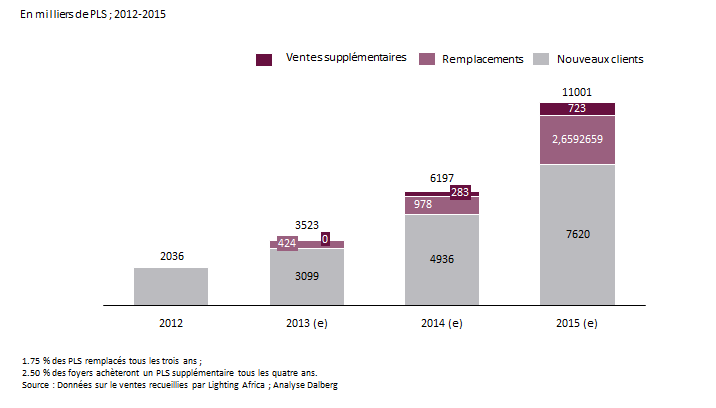 En milliers de PLS ; 2012-2015
Ventes supplémentaires Remplacements Nouveaux clients
11001
723
2,6592659
7620
6197
283
978
4936
3523
0
424
3099
2036
2012 2013 (e) 2014 (e) 2015 (e)
1.75 % des PLS remplacés tous les trois ans ;
2.50 % des foyers achèteront un PLS supplémentaire tous les quatre ans.
Source : Données sur le ventes recueillies par Lighting Africa ; Analyse Dalberg